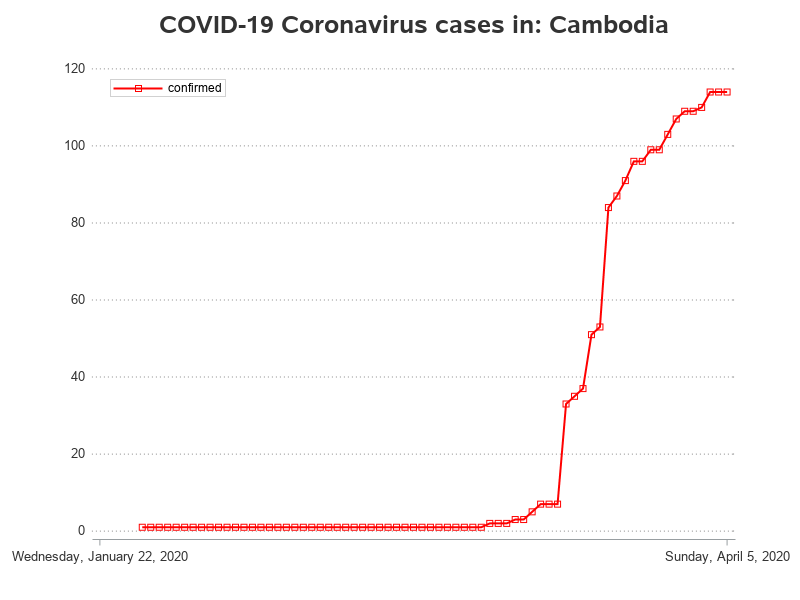 COVID-19 Coronavirus cases in: Cambodia
120
confirmed
100
80
60
40
20
0
Wednesday, January 22, 2020
Sunday, April 5, 2020